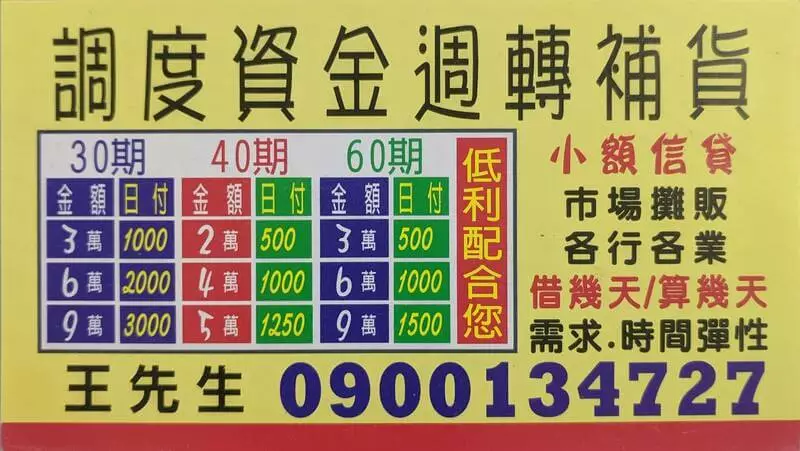 調度資金週轉補貨
30期 40期 60期
金額 日付 金額 日付 金額 日付
3萬 1000 2萬 500 3萬 500
6萬 2000 4萬 1000 6萬 1000
9萬 3000 5萬 1250 9萬 1500
低利配合您
小額信貸
市場攤販
各行各業
借幾天/算幾天
需求.時間彈性
王先生 0900134727